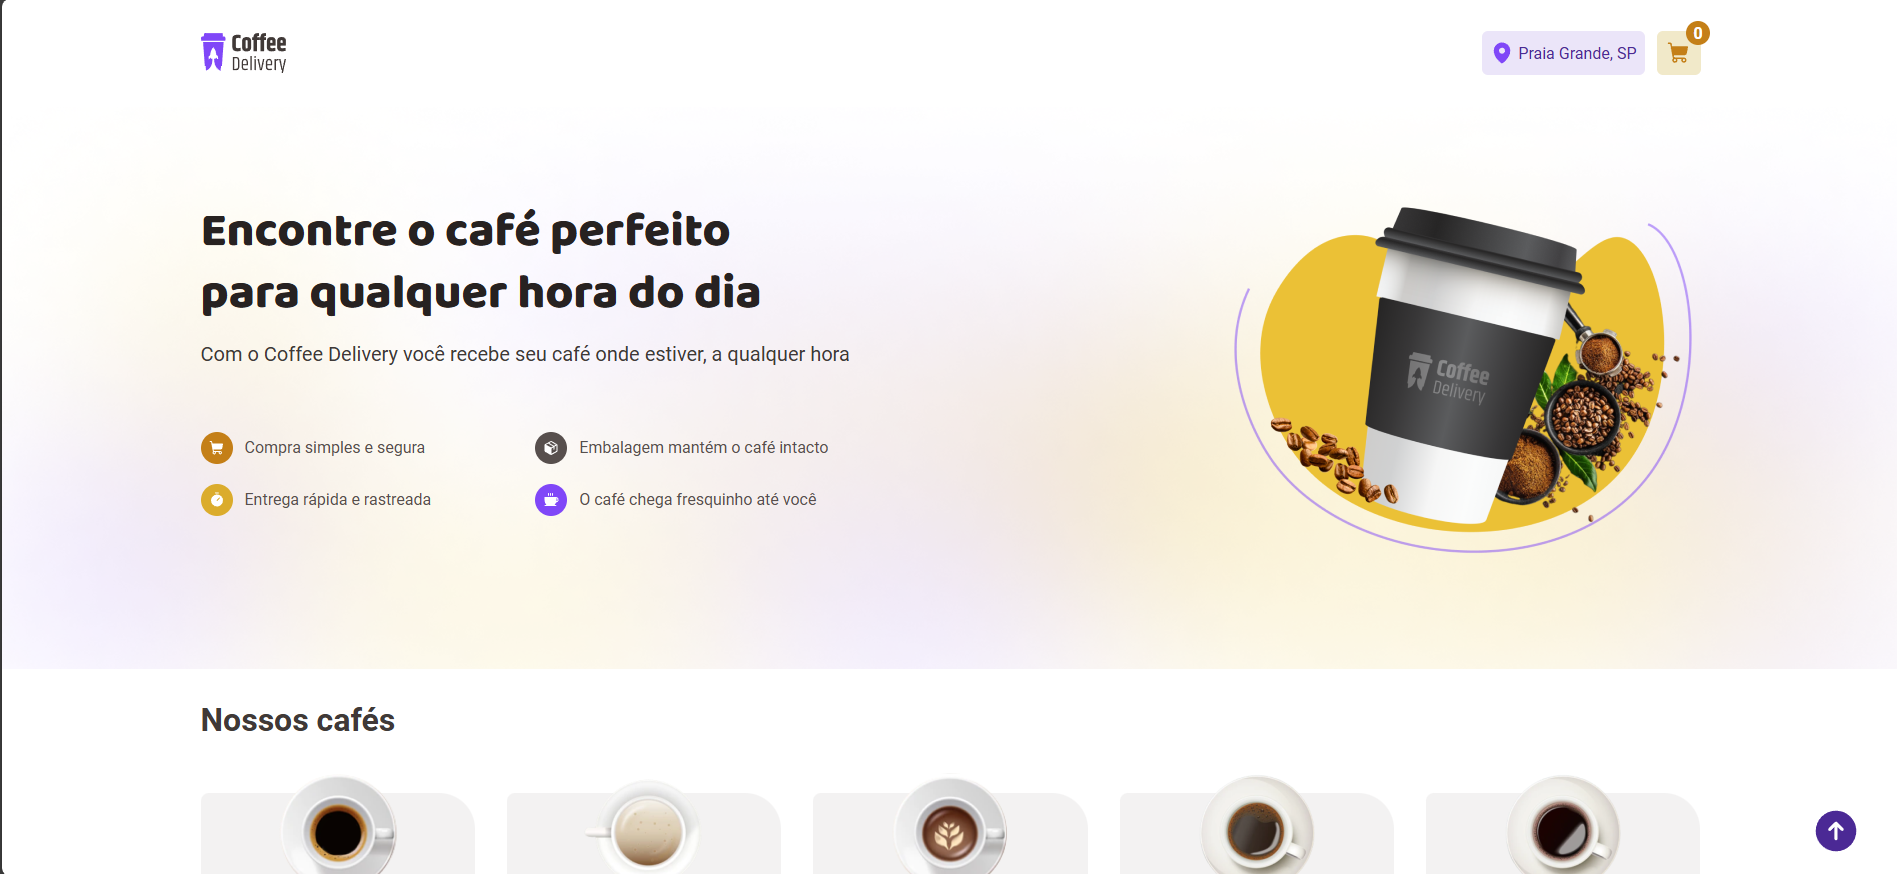 Coffee
Delivery
Praia Grande, SP
0
Encontre o café perfeito
para qualquer hora do dia
Com o Coffee Delivery você recebe seu café onde estiver, a qualquer hora
Coffee
Delivery
Compra simples e segura
Embalagem mantém o café intacto
Entrega rápida e rastreada
O café chega fresquinho até você
Nossos cafés